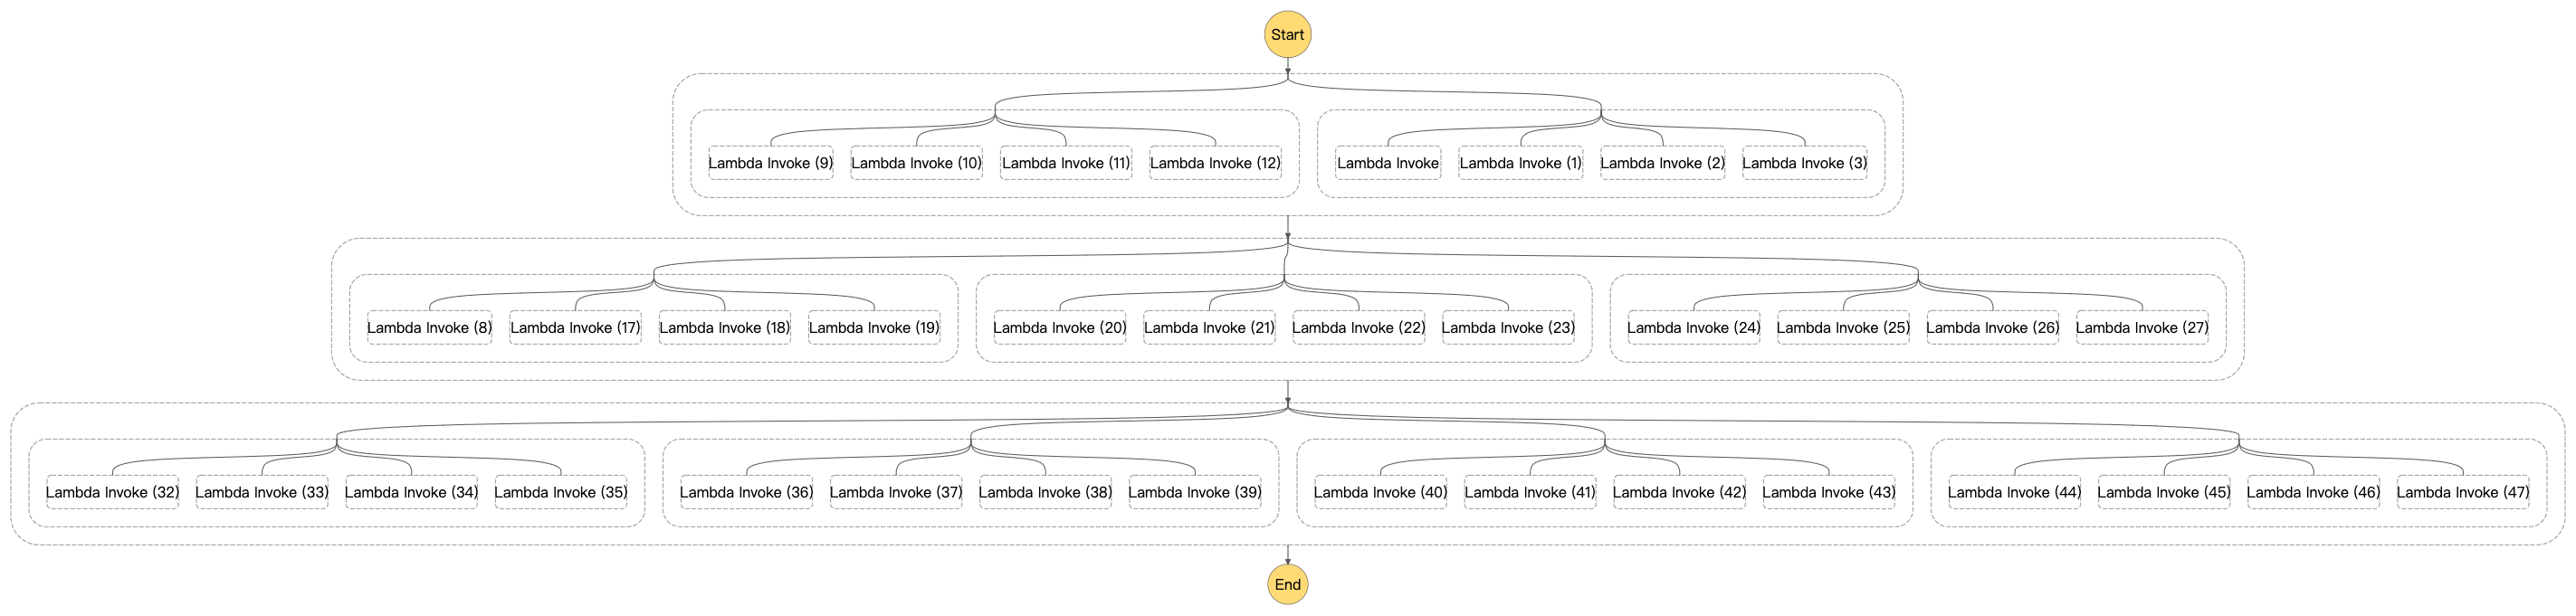 Start
Lambda Invoke (9)
Lambda Invoke (10)
Lambda Invoke (11)
Lambda Invoke (12)
Lambda Invoke
Lambda Invoke (1)
Lambda Invoke (2)
Lambda Invoke (3)
Lambda Invoke (8)
Lambda Invoke (17)
Lambda Invoke (18)
Lambda Invoke (19)
Lambda Invoke (20)
Lambda Invoke (21)
Lambda Invoke (22)
Lambda Invoke (23)
Lambda Invoke (24)
Lambda Invoke (25)
Lambda Invoke (26)
Lambda Invoke (27)
Lambda Invoke (32)
Lambda Invoke (33)
Lambda Invoke (34)
Lambda Invoke (35)
Lambda Invoke (36)
Lambda Invoke (37)
Lambda Invoke (38)
Lambda Invoke (39)
Lambda Invoke (40)
Lambda Invoke (41)
Lambda Invoke (42)
Lambda Invoke (43)
Lambda Invoke (44)
Lambda Invoke (45)
Lambda Invoke (46)
Lambda Invoke (47)
End